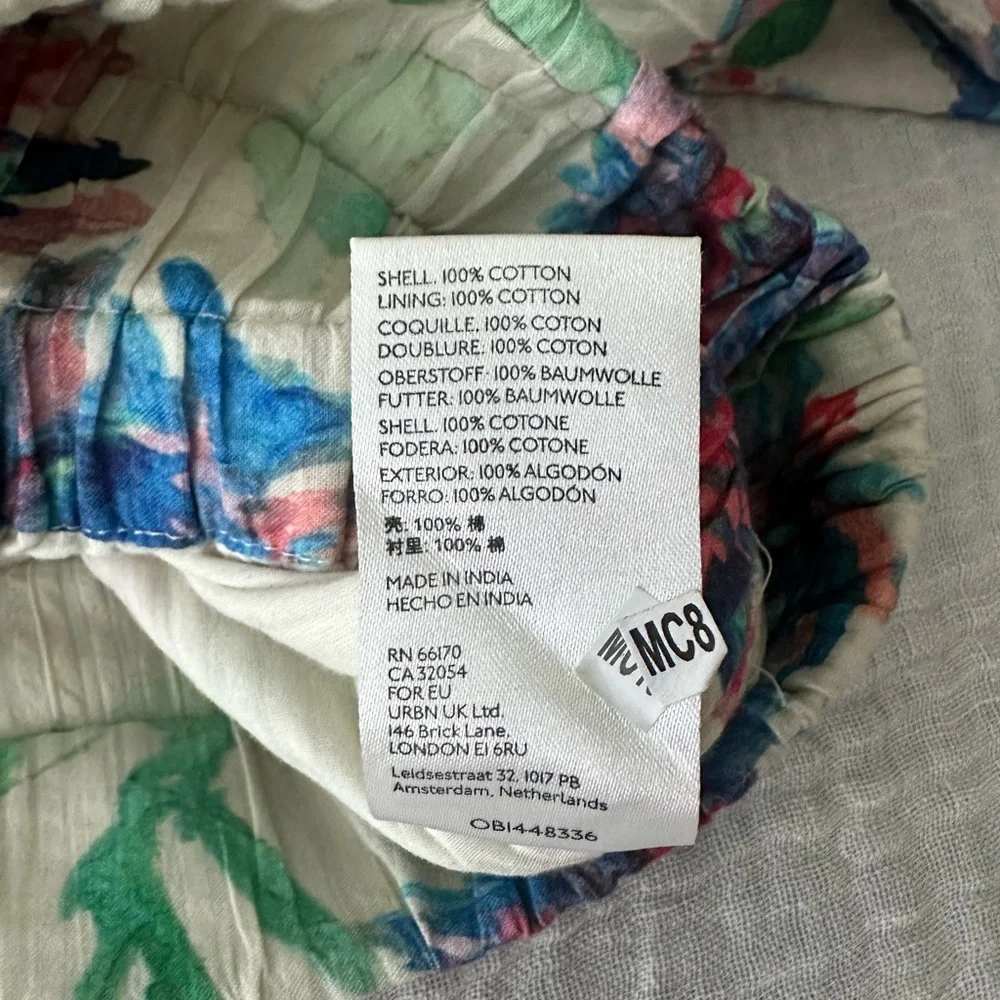 SHELL. 100% COTTON
LINING: 100% COTTON
COQUILLE. 100% COTON
DOUBLURE. 100% COTON
OBERSTOFF· 100% BAUMWOLLE
FUTTER: 100% BAUMWOLLE
SHELL. 100% COTONE
FODERA: 100% COTONE
EXTERIOR: 100% ALGODÓN
FORRO: 100% ALGODÓN
壳: 100% 棉
衬里: 100% 棉
MADE IN INDIA
HECHO EN INDIA
MC8
RN 66170
CA 32054
FOR EU
URBN UK Ltd.
146 Brick Lane,
LONDON E1 6RU
Leidsestraat 32, 1017 PB
Amsterdam, Netherlands
OB1448336